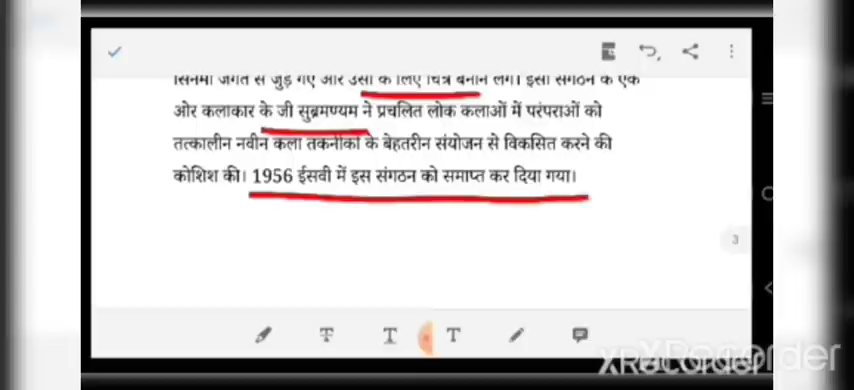 सिनेमा जगत से जुड़ गए और उसी के लिए चित्र बनाने लगे। इसी संगठन के एक
ओर कलाकार के जी सुब्रमण्यम ने प्रचलित लोक कलाओं में परंपराओं को
तत्कालीन नवीन कला तकनीकों के बेहतरीन संयोजन से विकसित करने की
कोशिश की। 1956 ईसवी में इस संगठन को समाप्त कर दिया गया।
3
T T T
XRecorder